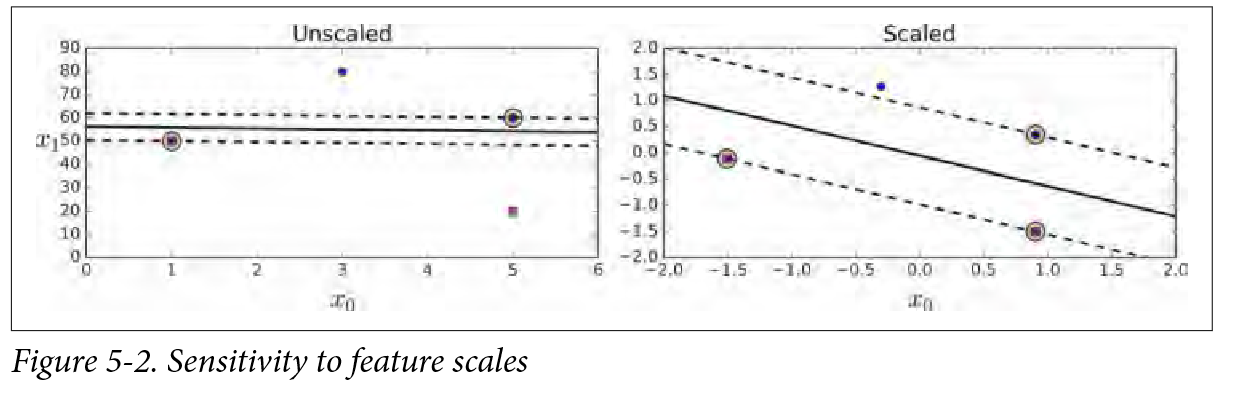 Unscaled
90
80
70
60
50
40
30
20
10
0
x1
0 1 2 3 4 5 6
x0
Scaled
2.0
1.5
1.0
0.5
0.0
−0.5
−1.0
−1.5
−2.0
−2.0 −1.5 −1.0 −0.5 0.0 0.5 1.0 1.5 2.0
x0
Figure 5-2. Sensitivity to feature scales